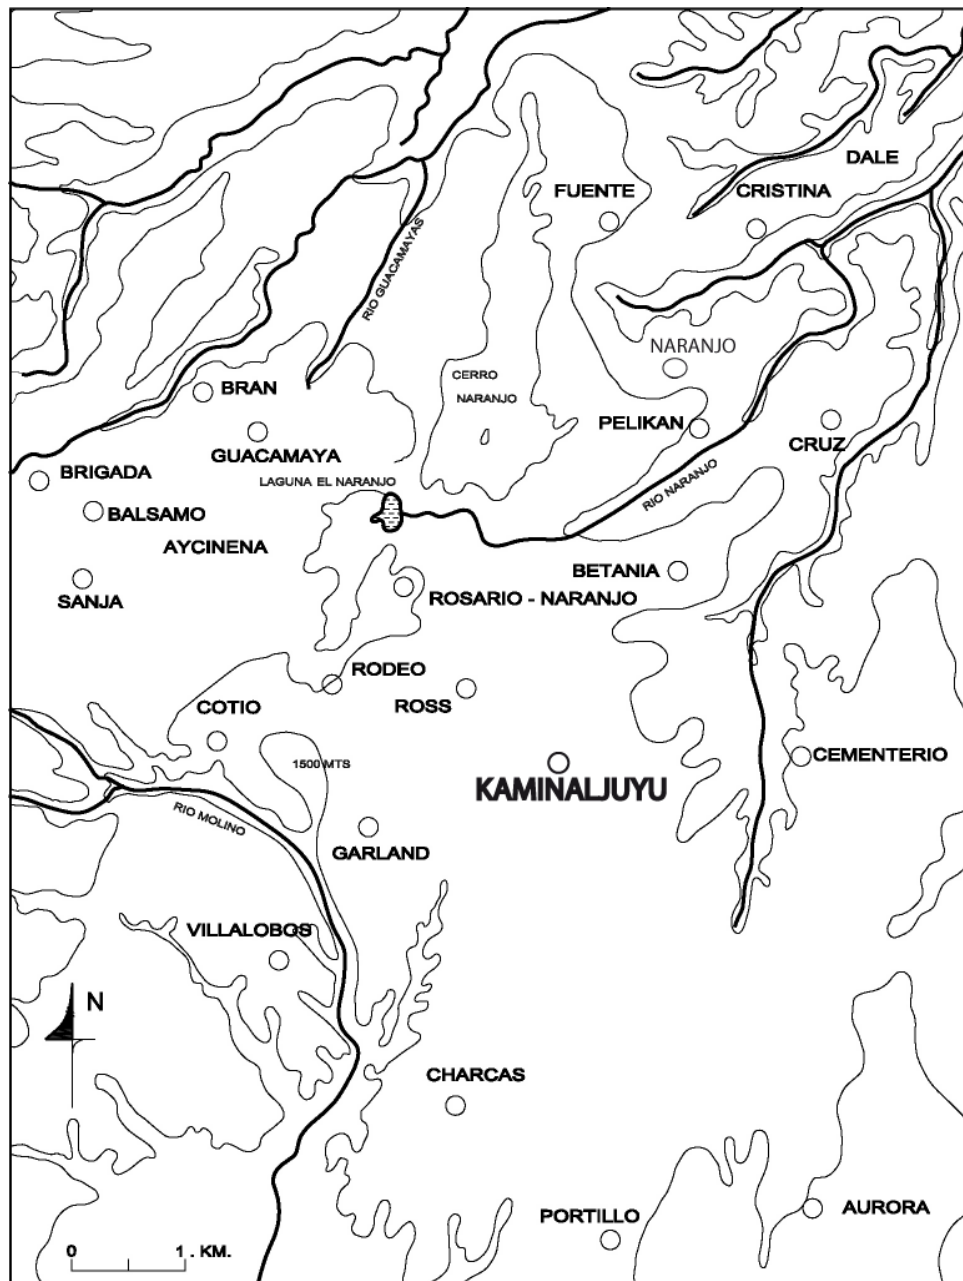 DALE
FUENTE
CRISTINA
RIO GUACAMAYAS
NARANJO
CERRO
NARANJO
BRAN
PELIKAN
GUACAMAYA
CRUZ
BRIGADA
LAGUNA EL NARANJO
RIO NARANJO
BALSAMO
AYCINENA
BETANIA
SANJA
ROSARIO - NARANJO
RODEO
COTIO
ROSS
1500 MTS
CEMENTERIO
KAMINALJUYU
RIO MOLINO
GARLAND
VILLALOBOS
N
CHARCAS
AURORA
PORTILLO
0 1 . KM.